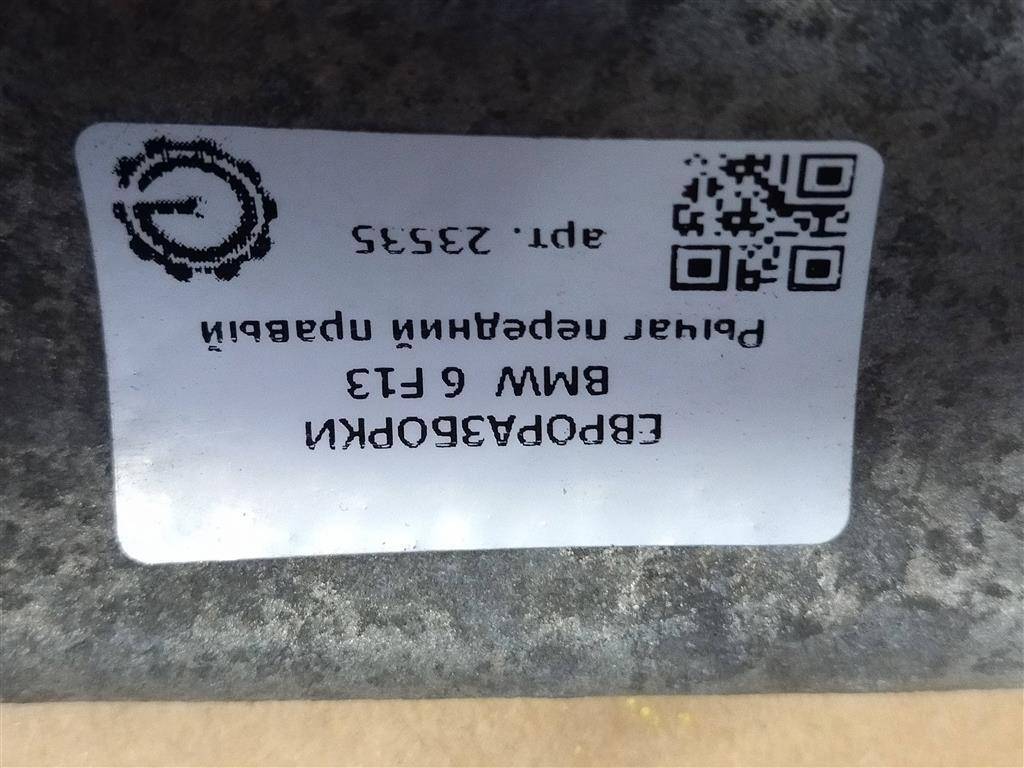 ЕВРОРАЗБОРКИ
BMW 6 F13
Рычаг передний правый
арт. 23535